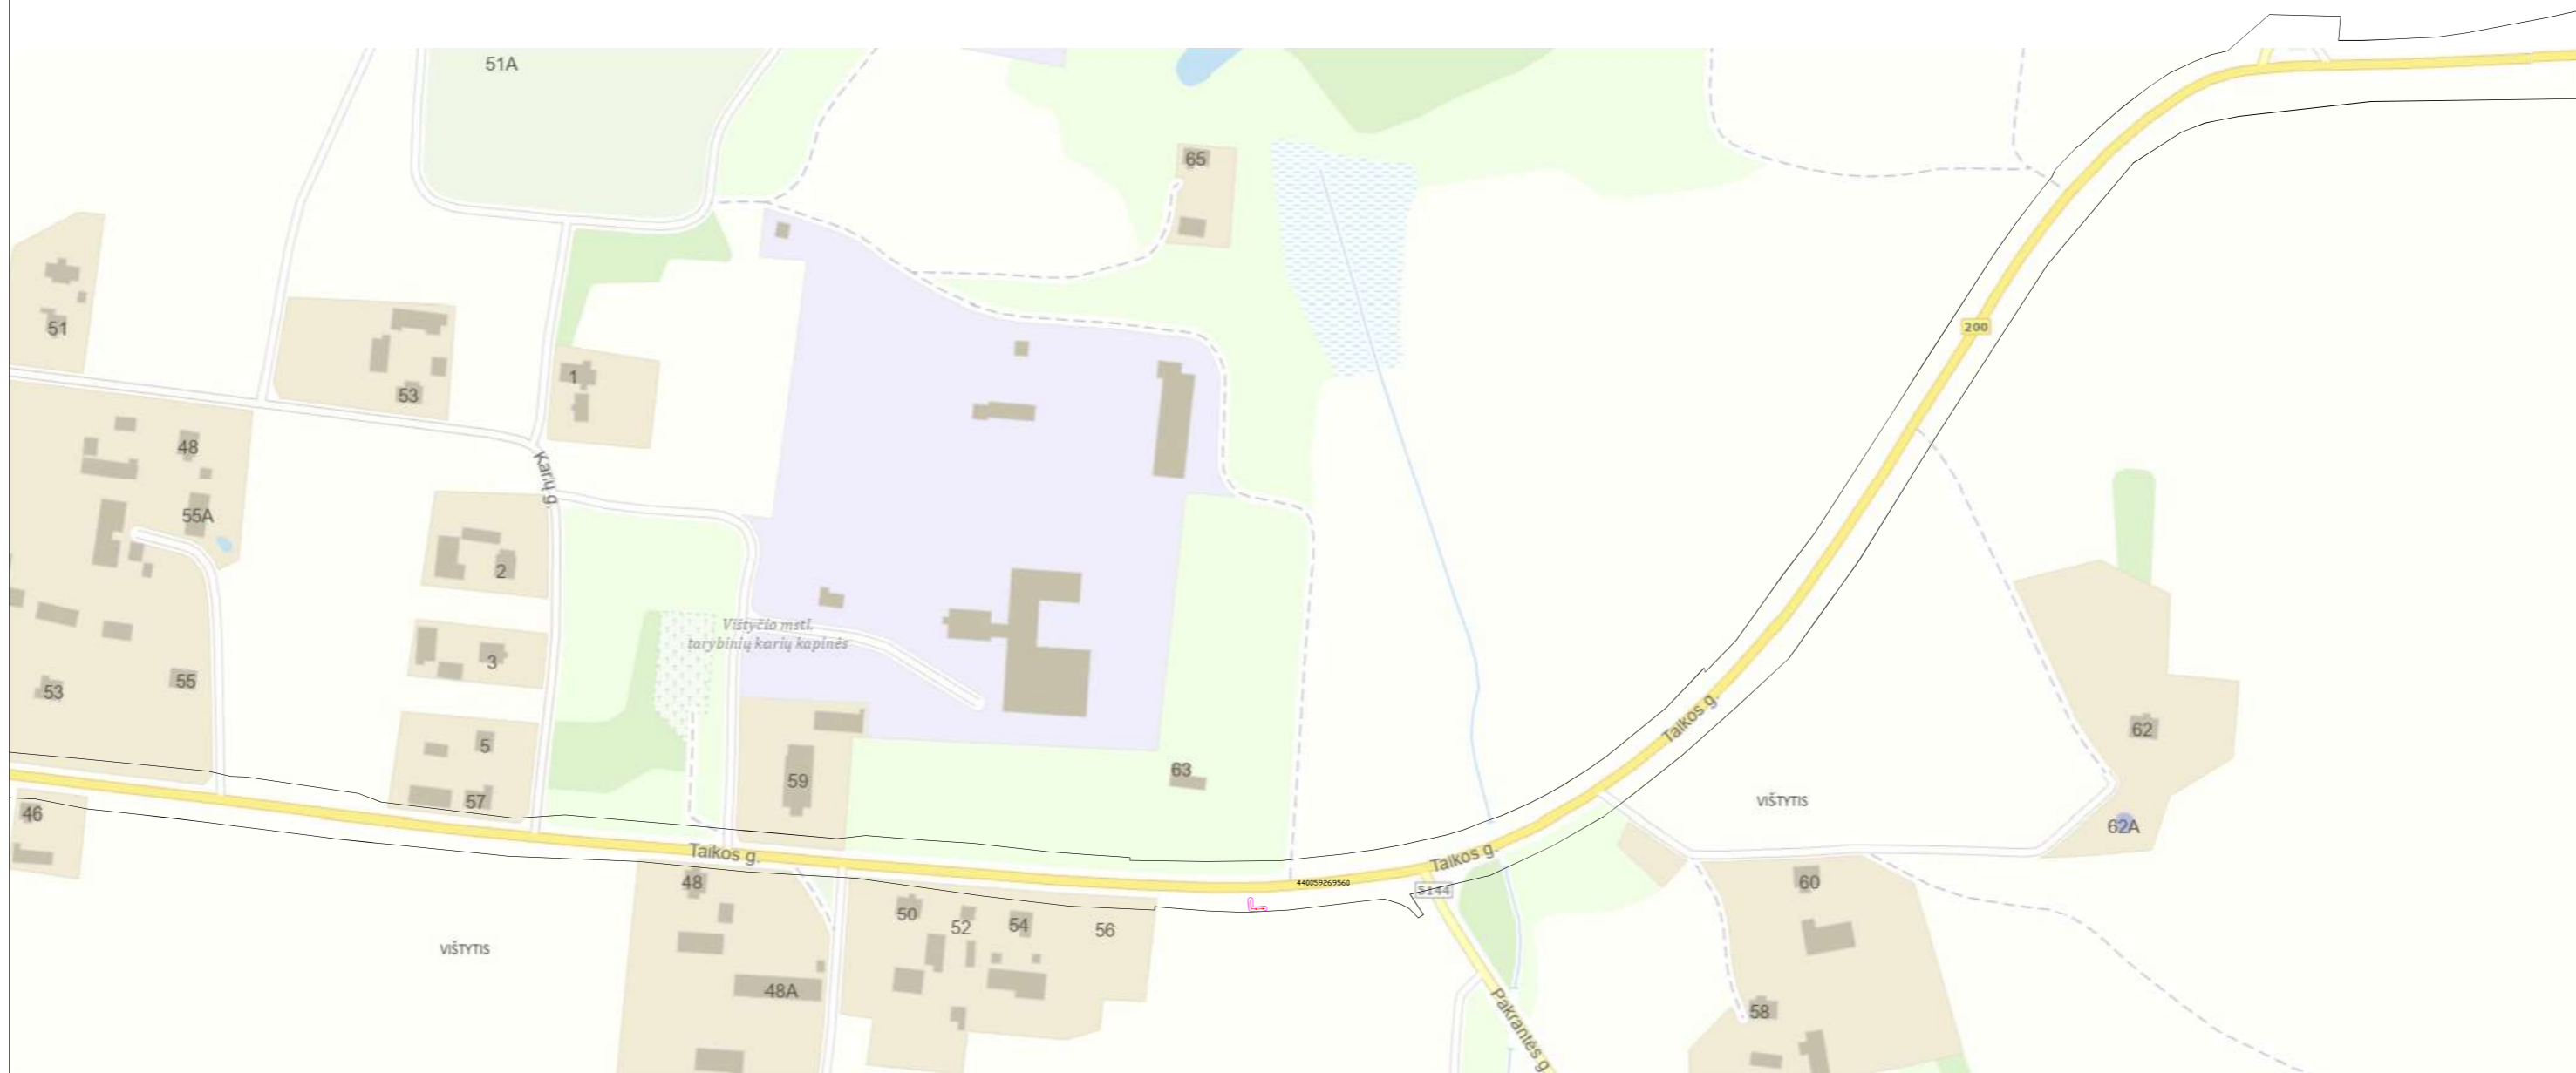 51A
65
51
200
53
1
48
Karių g.
55A
2
Vištyčio mstl.
tarybinių karių kapinės
3
55
53
Taikos g.
62
5
63
59
57
VIŠTYTIS
46
62A
Taikos g.
Taikos g.
48
440059269560
5144
60
50
52
54
56
VIŠTYTIS
48A
58
Pakrantės g.